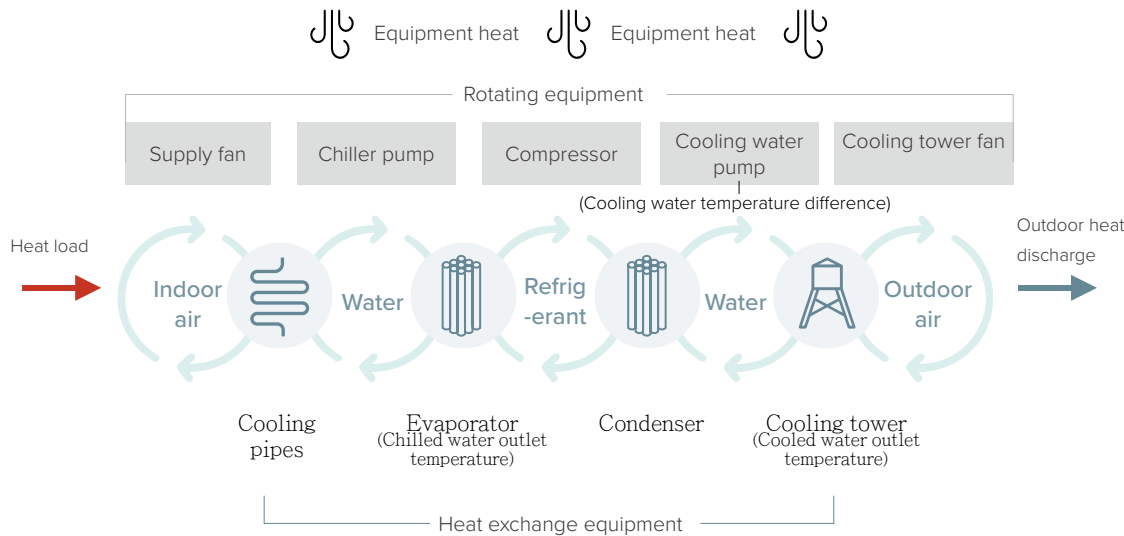 Equipment heat
Equipment heat
Rotating equipment
Supply fan
Chiller pump
Compressor
Cooling water
pump
Cooling tower fan
(Cooling water temperature difference)
Heat load
Outdoor heat
discharge
Indoor
air
Water
Refrig
-erant
Water
Outdoor
air
Cooling
pipes
Evaporator
(Chilled water outlet
temperature)
Condenser
Cooling tower
(Cooled water outlet
temperature)
Heat exchange equipment